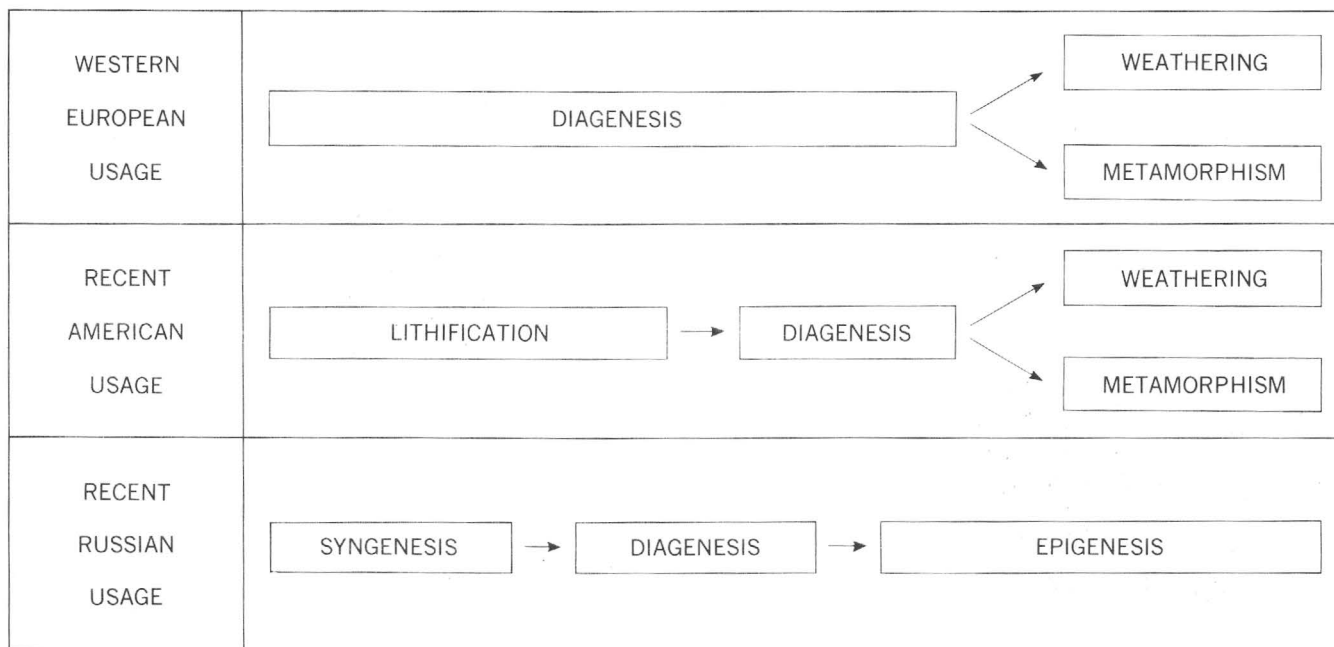 WESTERN
EUROPEAN
USAGE
DIAGENESIS
WEATHERING
METAMORPHISM
RECENT
AMERICAN
USAGE
LITHIFICATION
DIAGENESIS
WEATHERING
METAMORPHISM
RECENT
RUSSIAN
USAGE
SYNGENESIS
DIAGENESIS
EPIGENESIS